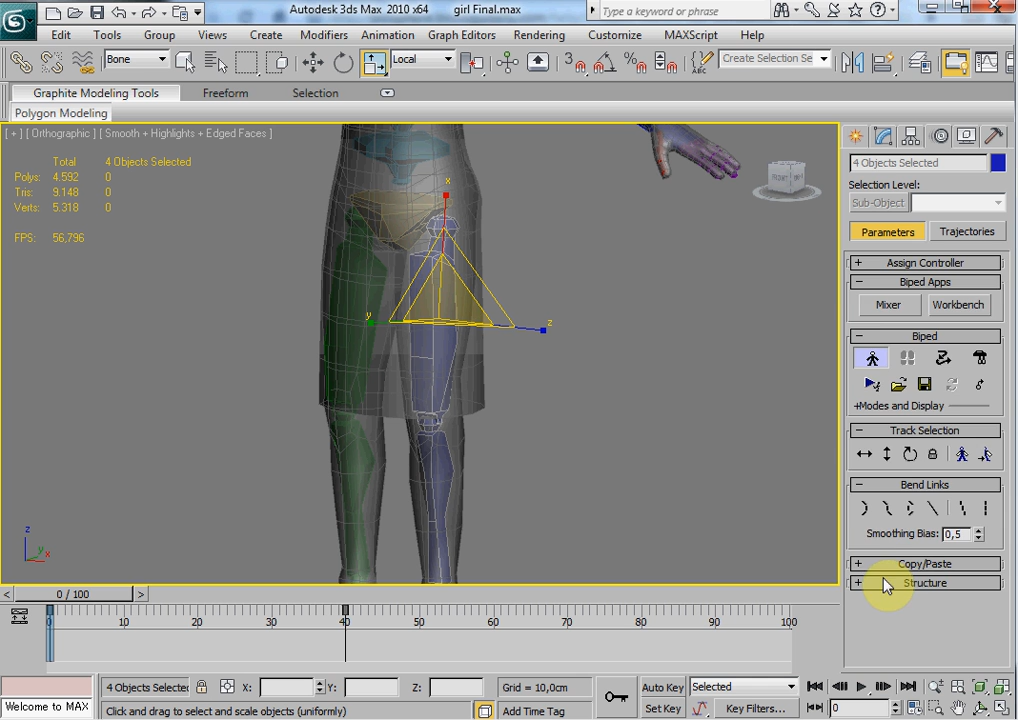 Autodesk 3ds Max 2010 x64 girl Final.max
Type a keyword or phrase
Edit Tools Group Views Create Modifiers Animation Graph Editors Rendering Customize MAXScript Help
Bone Local 3 % ABC Create Selection Se
Graphite Modeling Tools Freeform Selection
Polygon Modeling
[ + ] [ Orthographic ] [ Smooth + Highlights + Edged Faces ]
Total 4 Objects Selected
Polys: 4.592 0
Tris: 9.148 0
Verts: 5.318 0
FPS: 56,796
x
y
z
FRONT
z
y
x
4 Objects Selected
Selection Level:
Sub-Object
Parameters Trajectories
+ Assign Controller
- Biped Apps
Mixer Workbench
- Biped
+Modes and Display
- Track Selection
- Bend Links
Smoothing Bias: 0,5
+ Copy/Paste
+ Structure
< 0 / 100 >
0 10 20 30 40 50 60 70 80 90 100
4 Objects Selected X: Y: Z: Grid = 10,0cm Auto Key Selected
Welcome to MAX Click and drag to select and scale objects (uniformly) Add Time Tag Set Key Key Filters... 0